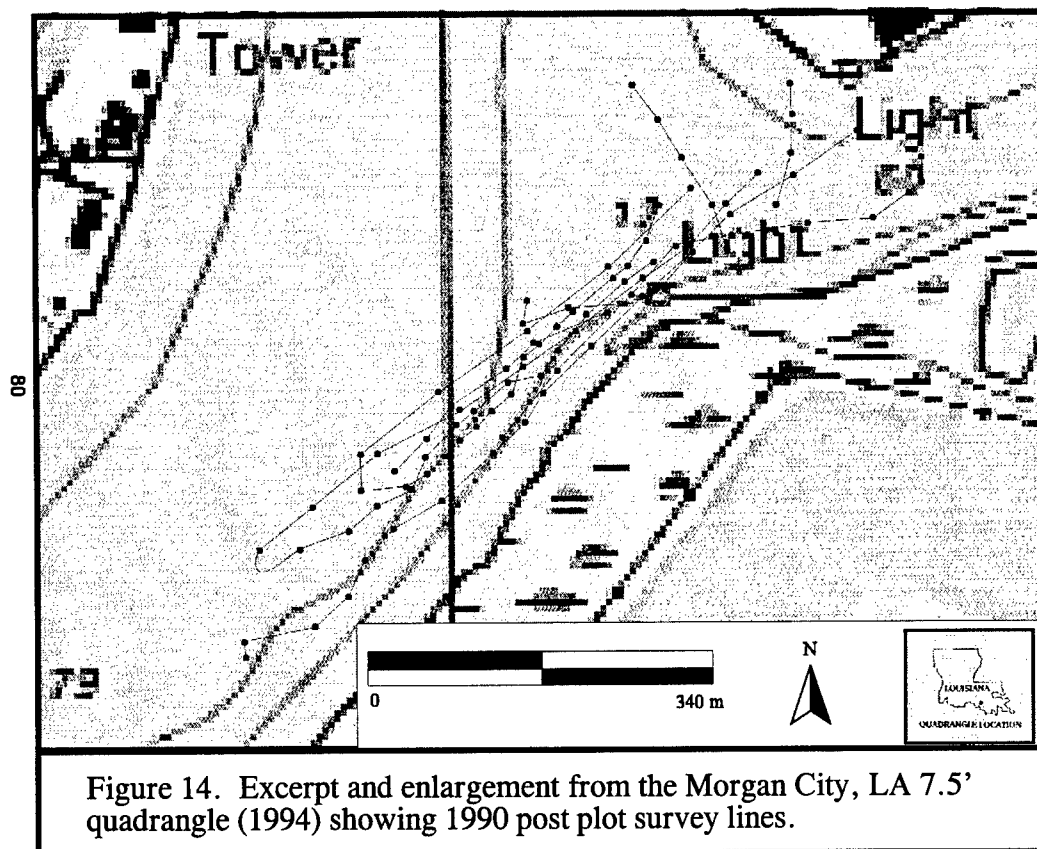 Tower
Light
17
Light
79
80
0
340 m
N
LOUISIANA
QUADRANGLE LOCATION
Figure 14. Excerpt and enlargement from the Morgan City, LA 7.5’
quadrangle (1994) showing 1990 post plot survey lines.